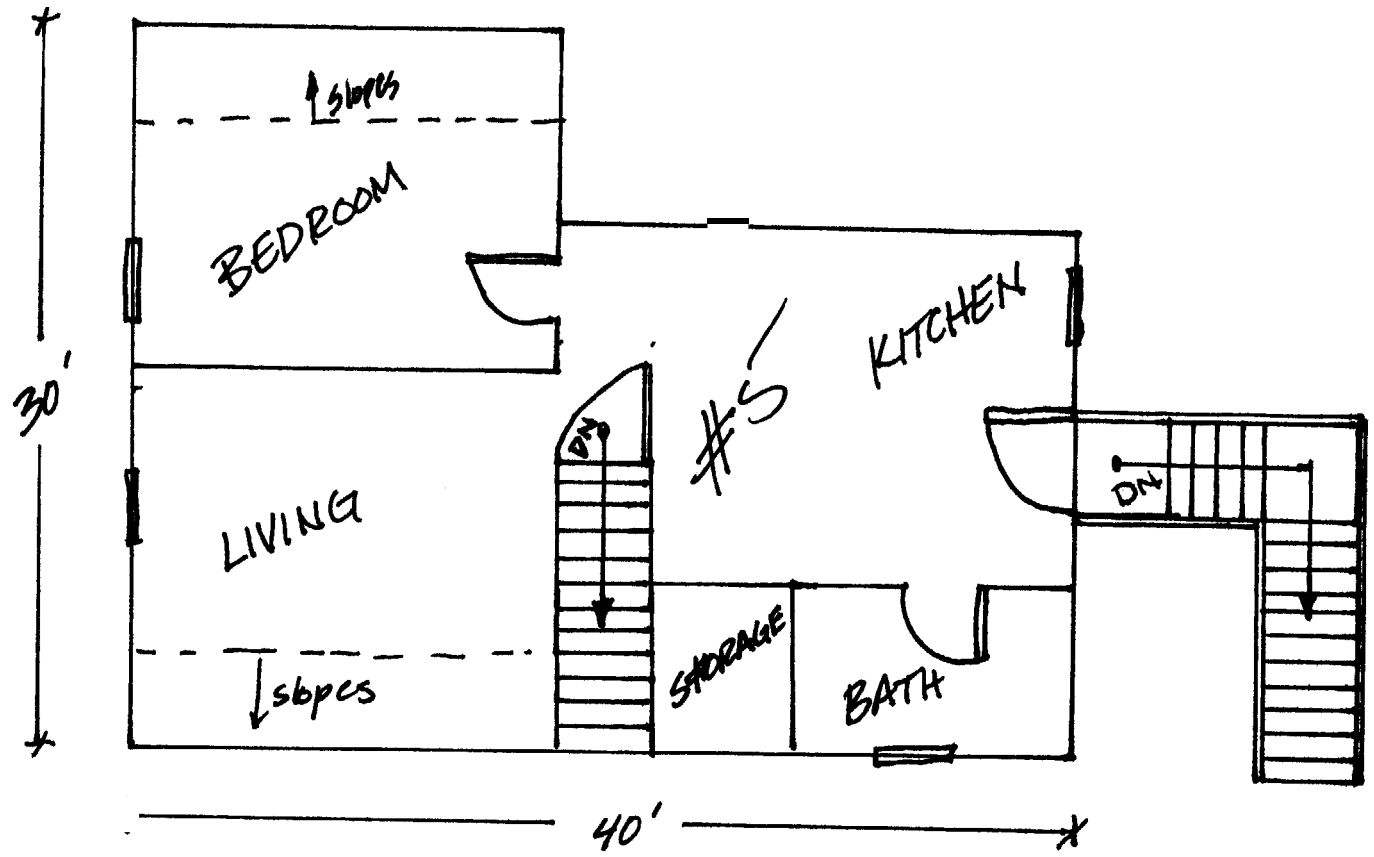 slopes
BEDROOM
30'
KITCHEN
#5
DN
DN
LIVING
STORAGE
BATH
slopes
40'